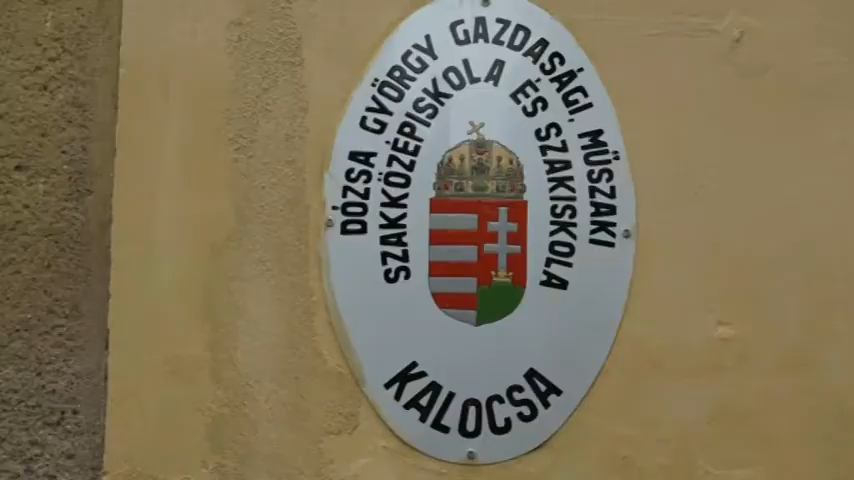 DÓZSA GYÖRGY GAZDASÁGI, MŰSZAKI
SZAKKÖZÉPISKOLA ÉS SZAKISKOLA
KALOCSA